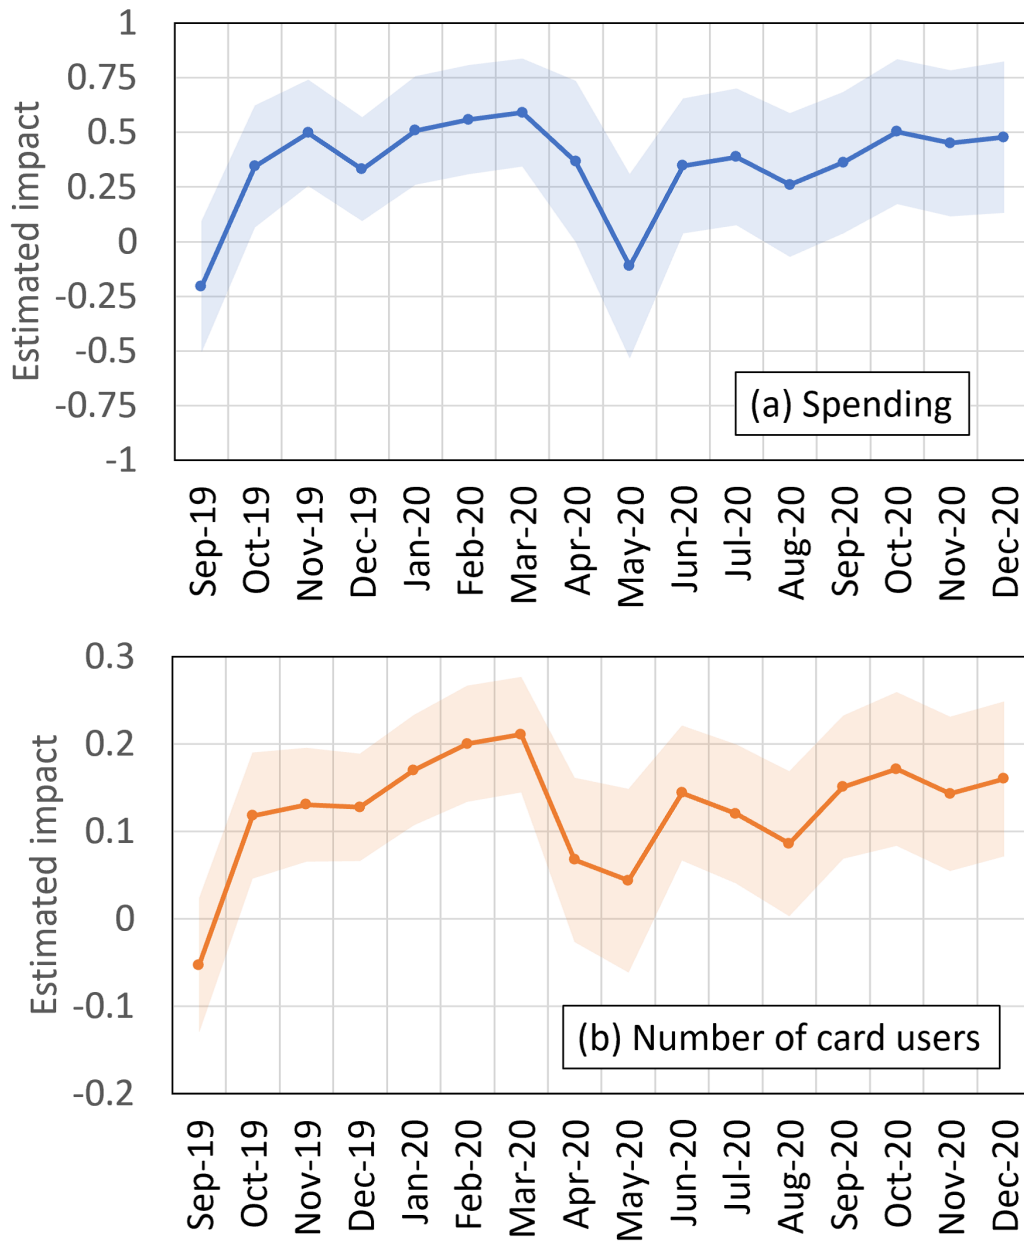 1
0.75
0.5
0.25
0
-0.25
-0.5
-0.75
-1
Estimated impact
(a) Spending
Sep-19
Oct-19
Nov-19
Dec-19
Jan-20
Feb-20
Mar-20
Apr-20
May-20
Jun-20
Jul-20
Aug-20
Sep-20
Oct-20
Nov-20
Dec-20
0.3
0.2
0.1
0
-0.1
-0.2
Estimated impact
(b) Number of card users
Sep-19
Oct-19
Nov-19
Dec-19
Jan-20
Feb-20
Mar-20
Apr-20
May-20
Jun-20
Jul-20
Aug-20
Sep-20
Oct-20
Nov-20
Dec-20